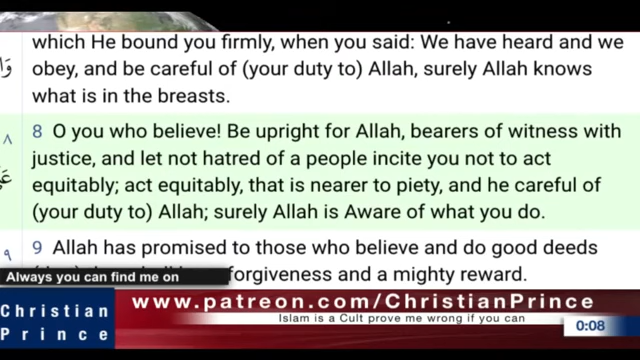 which He bound you firmly, when you said: We have heard and we
obey, and be careful of (your duty to) Allah, surely Allah knows
what is in the breasts.
٨
8 O you who believe! Be upright for Allah, bearers of witness with
justice, and let not hatred of a people incite you not to act
equitably; act equitably, that is nearer to piety, and he careful of
(your duty to) Allah; surely Allah is Aware of what you do.
٩
9 Allah has promised to those who believe and do good deeds
forgiveness and a mighty reward.
Always you can find me on
Christian
Prince
www.patreon.com/ChristianPrince
Islam is a Cult prove me wrong if you can
0:08